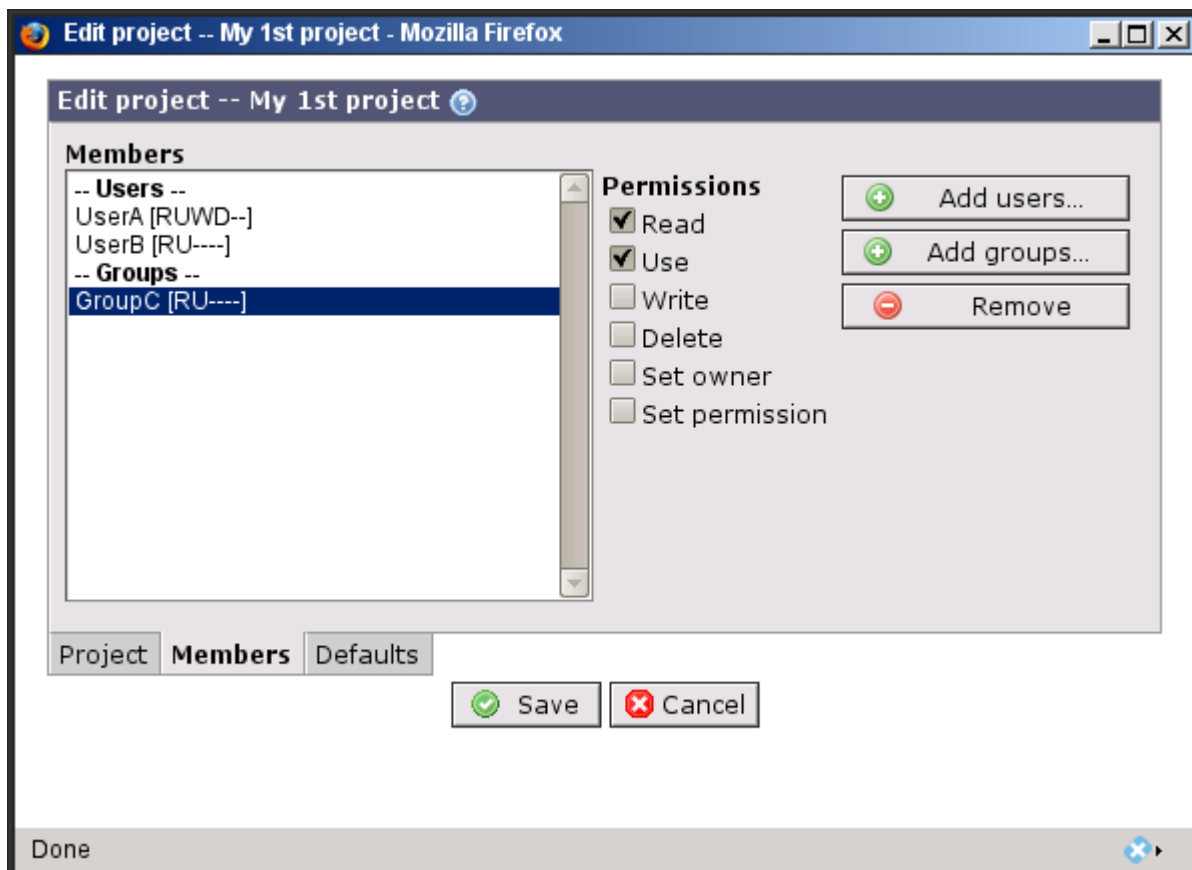 Edit project -- My 1st project - Mozilla Firefox
Edit project -- My 1st project
Members
-- Users --
UserA [RUWD--]
UserB [RU----]
-- Groups --
GroupC [RU----]
Permissions
Read
Use
Write
Delete
Set owner
Set permission
Add users...
Add groups...
Remove
Project Members Defaults
Save Cancel
Done